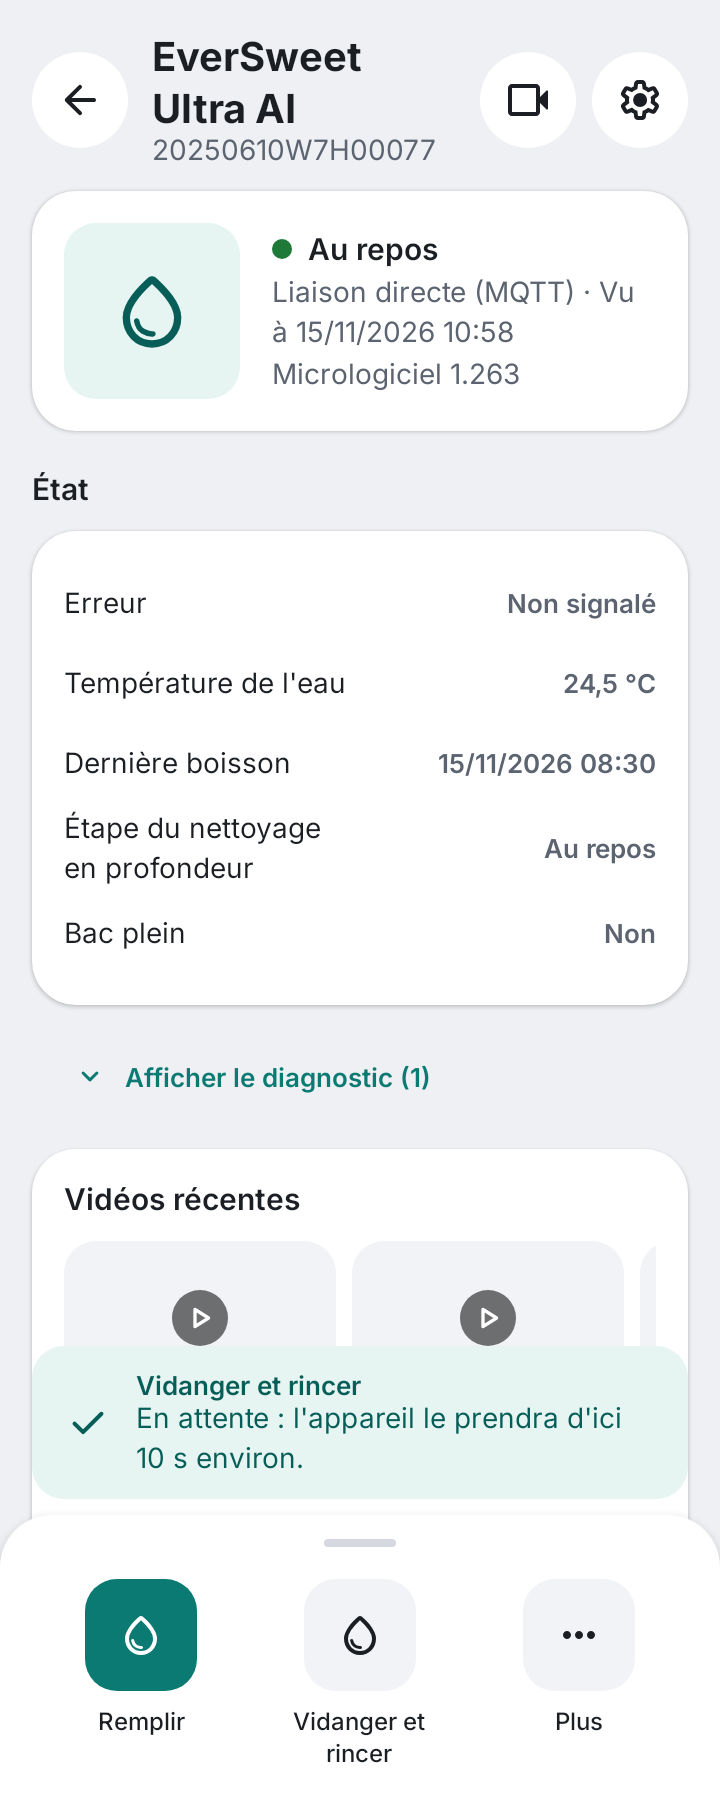 EverSweet
Ultra AI
20250610W7H00077
Au repos
Liaison directe (MQTT) · Vu
à 15/11/2026 10:58
Micrologiciel 1.263
État
Erreur
Non signalé
Température de l'eau
24,5 °C
Dernière boisson
15/11/2026 08:30
Étape du nettoyage
en profondeur
Au repos
Bac plein
Non
Afficher le diagnostic (1)
Vidéos récentes
Vidanger et rincer
En attente : l'appareil le prendra d'ici
10 s environ.
Remplir
Vidanger et
rincer
Plus